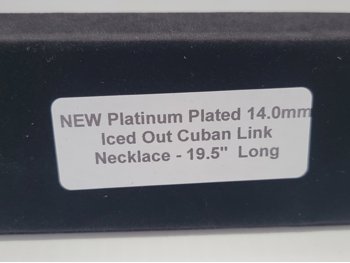 NEW Platinum Plated 14.0mm
Iced Out Cuban Link
Necklace - 19.5" Long